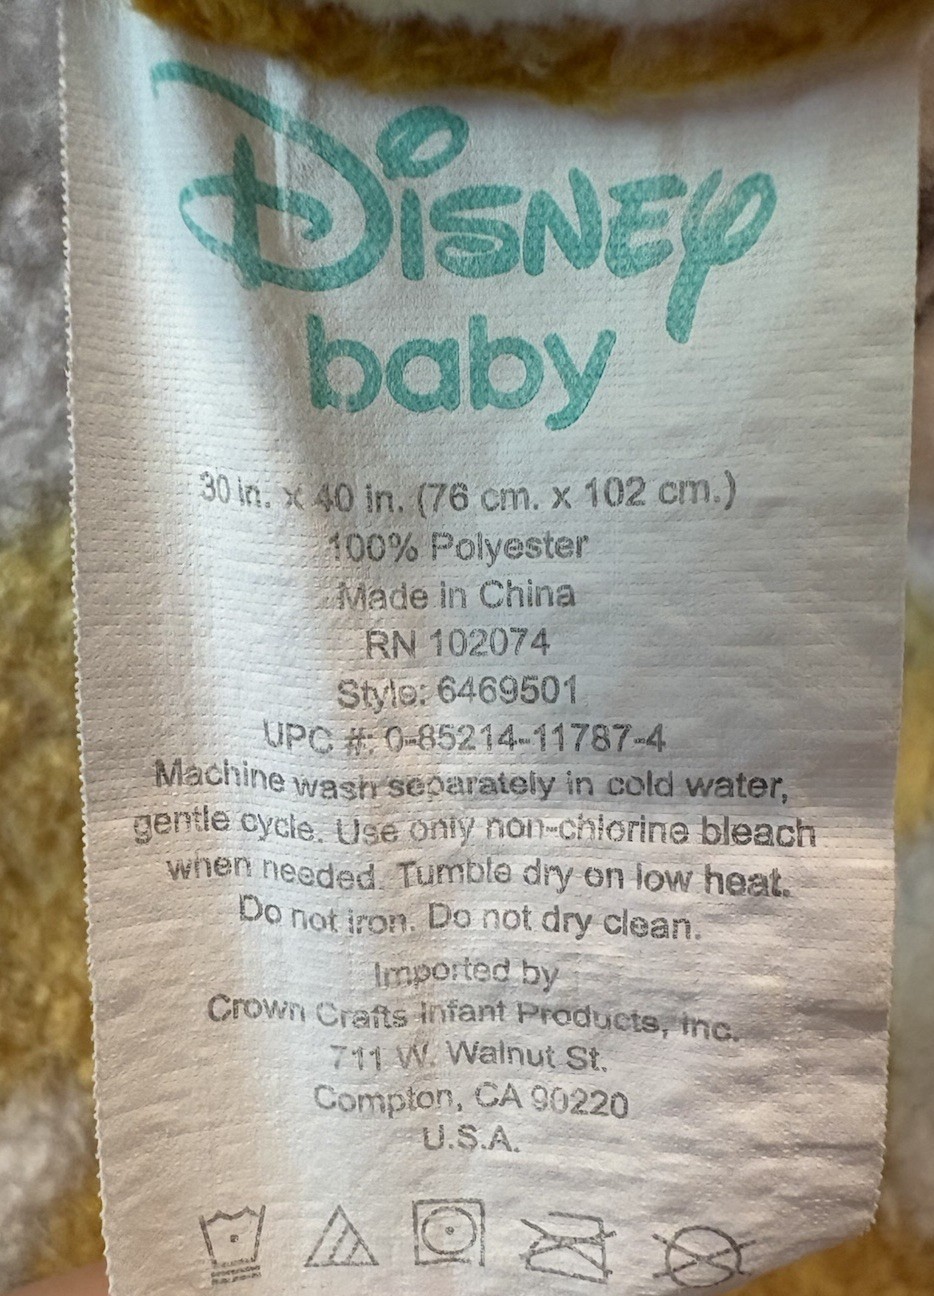 Disney
baby
30 in. x 40 in. (76 cm. x 102 cm.)
100% Polyester
Made in China
RN 102074
Style: 6469501
UPC #: 0-85214-11787-4
Machine wash separately in cold water,
gentle cycle. Use only non-chlorine bleach
when needed. Tumble dry on low heat.
Do not iron. Do not dry clean.
Imported by
Crown Crafts Infant Products, Inc.
711 W. Walnut St.
Compton, CA 90220
U.S.A.